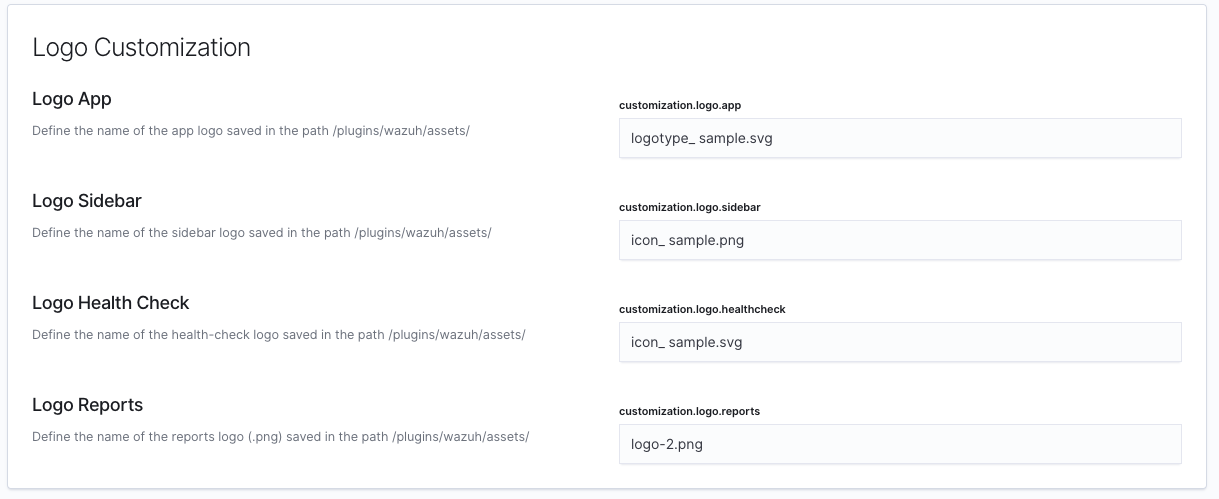 Logo Customization
Logo App
Define the name of the app logo saved in the path /plugins/wazuh/assets/
customization.logo.app
logotype_ sample.svg
Logo Sidebar
Define the name of the sidebar logo saved in the path /plugins/wazuh/assets/
customization.logo.sidebar
icon_ sample.png
Logo Health Check
Define the name of the health-check logo saved in the path /plugins/wazuh/assets/
customization.logo.healthcheck
icon_ sample.svg
Logo Reports
Define the name of the reports logo (.png) saved in the path /plugins/wazuh/assets/
customization.logo.reports
logo-2.png